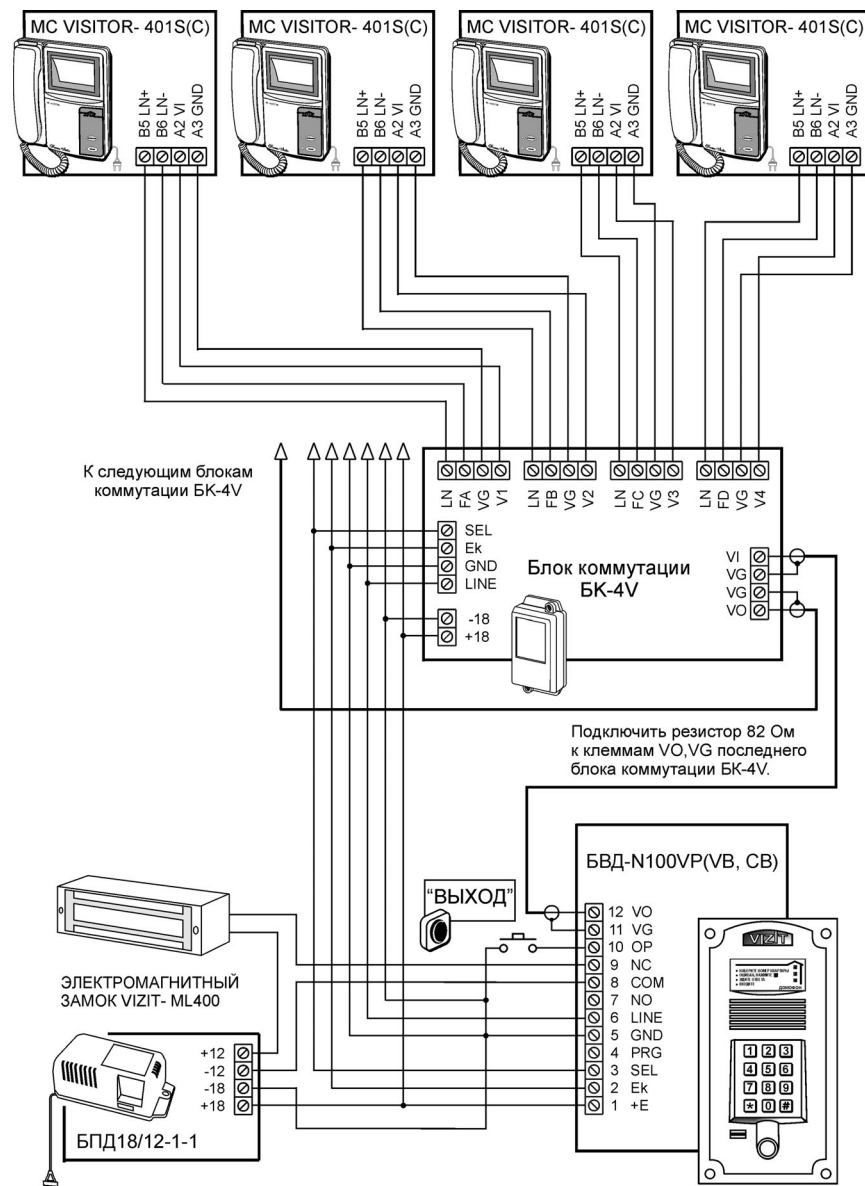 MC VISITOR- 401S(C)
MC VISITOR- 401S(C)
MC VISITOR- 401S(C)
MC VISITOR- 401S(C)
B5 LN+
B6 LN-
A2 VI
A3 GND
B5 LN+
B6 LN-
A2 VI
A3 GND
B5 LN+
B6 LN-
A2 VI
A3 GND
B5 LN+
B6 LN-
A2 VI
A3 GND
К следующим блокам
коммутации БК-4V
LN
FA
VG
V1
LN
FB
VG
V2
LN
FC
VG
V3
LN
FD
VG
V4
SEL
Ek
GND
LINE
-18
+18
Блок коммутации
БК-4V
VI
VG
VG
VO
Подключить резистор 82 Ом
к клеммам VO,VG последнего
блока коммутации БК-4V.
БВД-N100VP(VB, CB)
"ВЫХОД"
12 VO
11 VG
10 OP
9 NC
8 COM
7 NO
6 LINE
5 GND
4 PRG
3 SEL
2 Ek
1 +E
VIZIT
ДОМОФОН
1 2 3
4 5 6
7 8 9
* 0 #
ЭЛЕКТРОМАГНИТНЫЙ
ЗАМОК VIZIT- ML400
+12
-12
-18
+18
БПД18/12-1-1